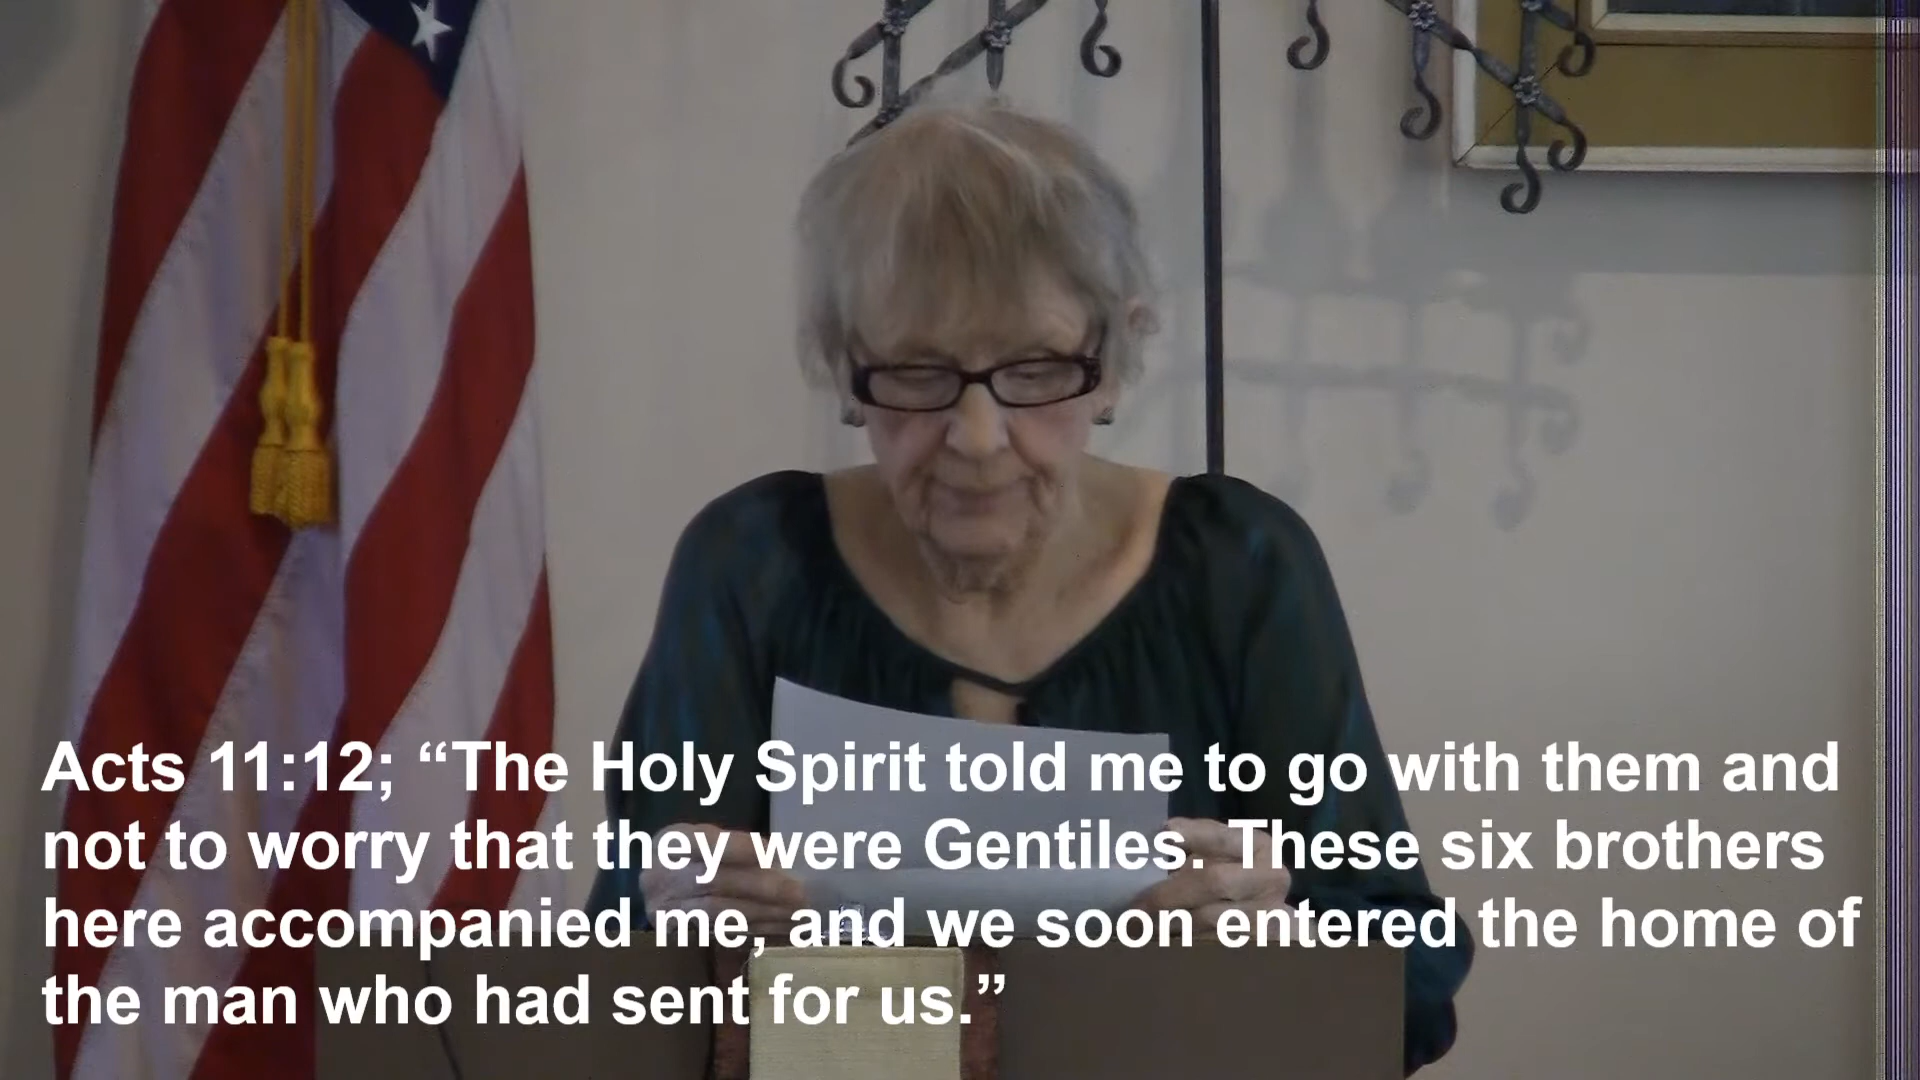 Acts 11:12; “The Holy Spirit told me to go with them and
not to worry that they were Gentiles. These six brothers
here accompanied me, and we soon entered the home of
the man who had sent for us.”